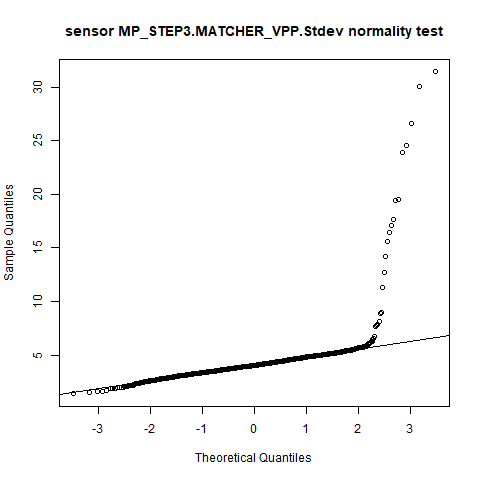 sensor MP_STEP3.MATCHER_VPP.Stdev normality test
30
25
20
15
10
5
Sample Quantiles
-3 -2 -1 0 1 2 3
Theoretical Quantiles